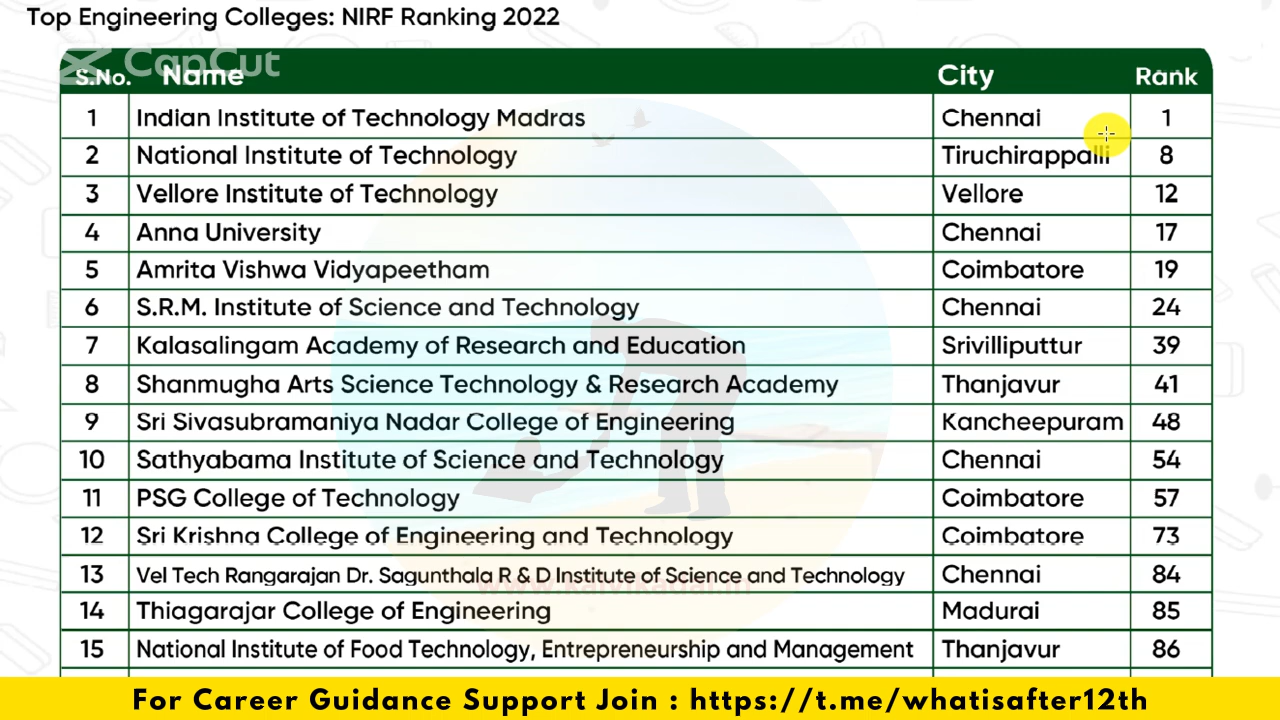 Top Engineering Colleges: NIRF Ranking 2022
CapCut
S.No. Name City Rank
1 Indian Institute of Technology Madras Chennai 1
2 National Institute of Technology Tiruchirappalli 8
3 Vellore Institute of Technology Vellore 12
4 Anna University Chennai 17
5 Amrita Vishwa Vidyapeetham Coimbatore 19
6 S.R.M. Institute of Science and Technology Chennai 24
7 Kalasalingam Academy of Research and Education Srivilliputtur 39
8 Shanmugha Arts Science Technology & Research Academy Thanjavur 41
9 Sri Sivasubramaniya Nadar College of Engineering Kancheepuram 48
10 Sathyabama Institute of Science and Technology Chennai 54
11 PSG College of Technology Coimbatore 57
12 Sri Krishna College of Engineering and Technology Coimbatore 73
13 Vel Tech Rangarajan Dr. Sagunthala R & D Institute of Science and Technology Chennai 84
www.kalvikadal.in
14 Thiagarajar College of Engineering Madurai 85
15 National Institute of Food Technology, Entrepreneurship and Management Thanjavur 86
For Career Guidance Support Join : https://t.me/whatisafter12th